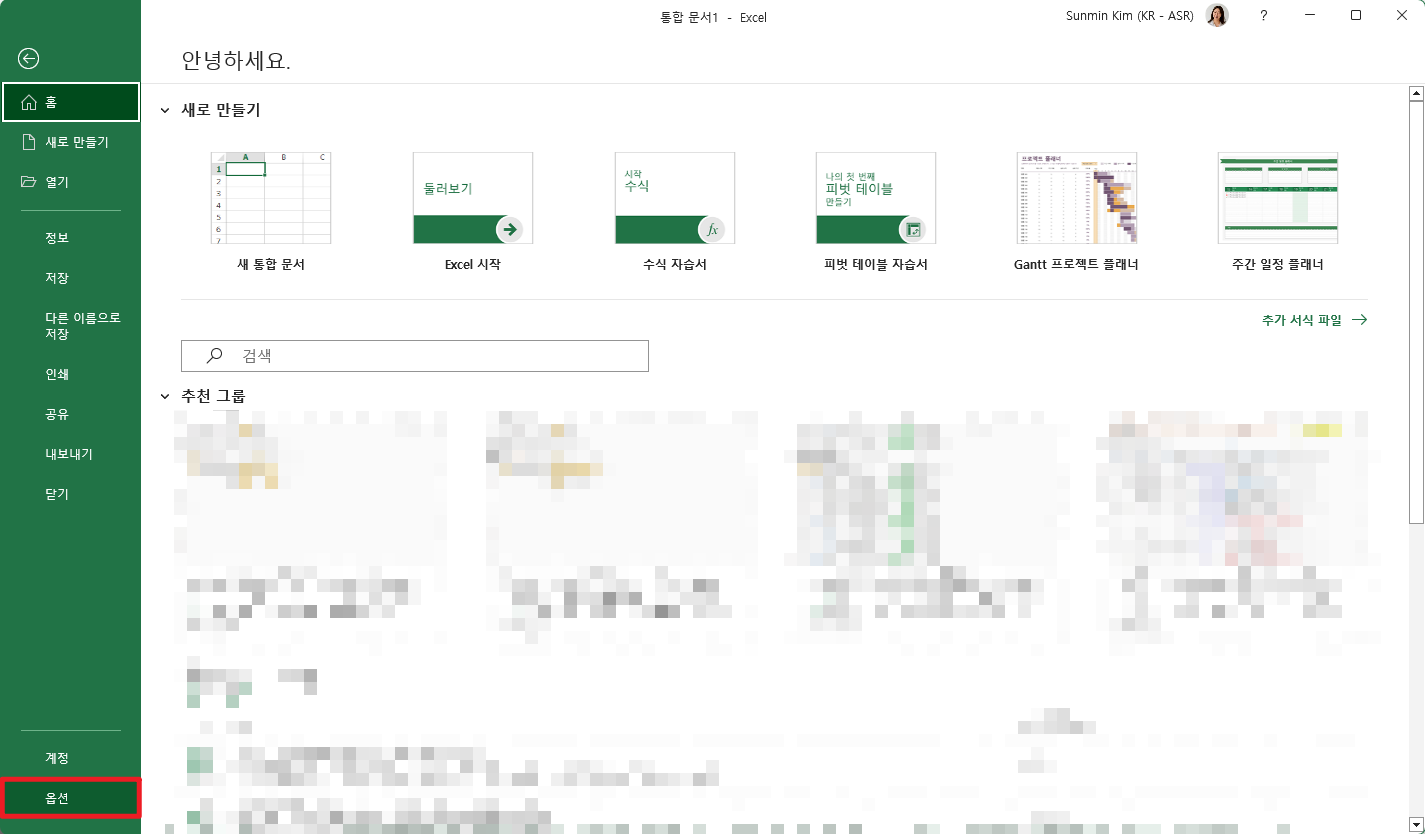 통합 문서1 - Excel
Sunmin Kim (KR - ASR)
?
안녕하세요.
홈
새로 만들기
열기
정보
저장
다른 이름으로
저장
인쇄
공유
내보내기
닫기
계정
옵션
새로 만들기
A B C
1
2
3
4
5
6
7
새 통합 문서
둘러보기
Excel 시작
시작
수식
fx
수식 자습서
나의 첫 번째
피벗 테이블
만들기
피벗 테이블 자습서
프로젝트 플래너
Gantt 프로젝트 플래너
주간 일정 플래너
추가 서식 파일
검색
추천 그룹